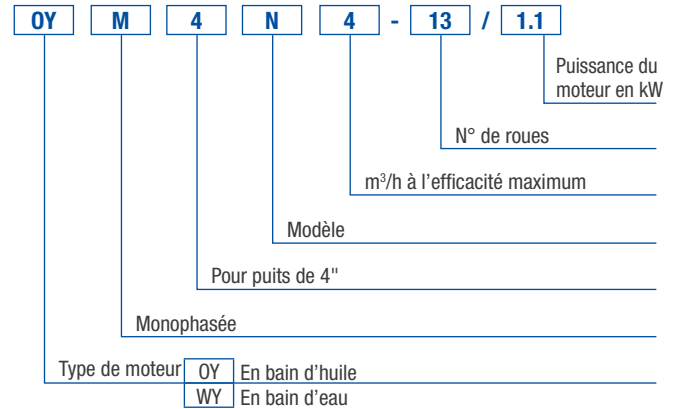 OY M 4 N 4 - 13 / 1.1
Puissance du
moteur en kW
N° de roues
m³/h à l’efficacité maximum
Modèle
Pour puits de 4"
Monophasée
Type de moteur OY En bain d’huile
WY En bain d’eau